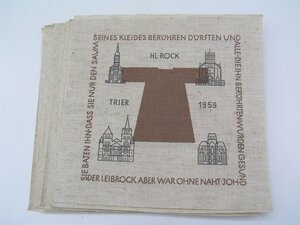 SIE BATEN IHN·DASS SIE NUR DEN SAUM
SEINES KLEIDES BERÜHREN DÜRFTEN UND
ALLE DIE IHN BERÜHRTEN WURDEN GESUND
HL·ROCK
TRIER
1959
DER LEIBROCK ABER WAR OHNE NAHT·JOH